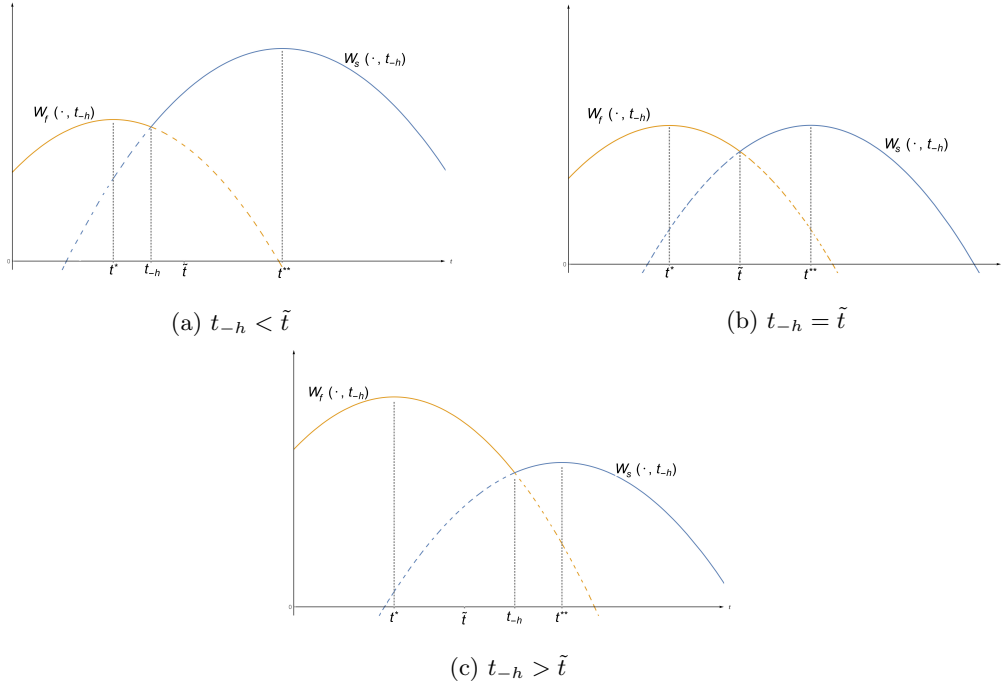 W_f (·, t_{-h})
W_s (·, t_{-h})
0
t* t_{-h} t̃ t**
t
(a) t_{-h} < t̃
W_f (·, t_{-h})
W_s (·, t_{-h})
0
t* t̃ t**
(b) t_{-h} = t̃
W_f (·, t_{-h})
W_s (·, t_{-h})
0
t* t̃ t_{-h} t**
t
(c) t_{-h} > t̃